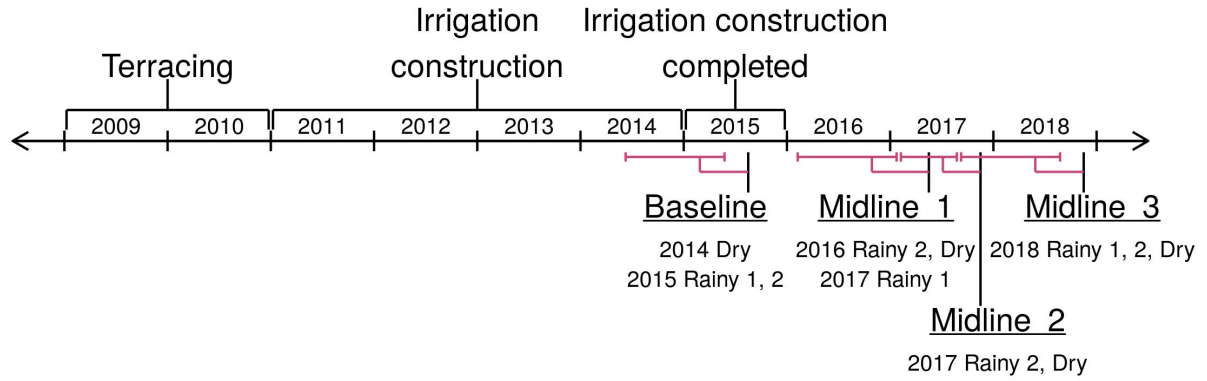 Irrigation
construction
Irrigation construction
completed
Terracing
2009 2010 2011 2012 2013 2014 2015 2016 2017 2018
Baseline
2014 Dry
2015 Rainy 1, 2
Midline 1
2016 Rainy 2, Dry
2017 Rainy 1
Midline 3
2018 Rainy 1, 2, Dry
Midline 2
2017 Rainy 2, Dry